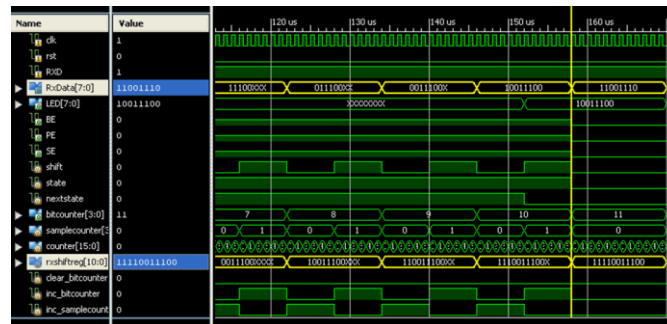 Name Value 120 us 130 us 140 us 150 us 160 us
clk 1
rst 0
RXD 1
RxData[7:0] 11001110 11100XXX 011100XX 0011100X 10011100 11001110
LED[7:0] 10011100 XXXXXXXX 10011100
BE 0
PE 0
SE 0
shift 0
state 0
nextstate 0
bitcounter[3:0] 11 7 8 9 10 11
samplecounter[3 0 0 1 0 1 0 1 0 1 0
counter[15:0] 0
rxshiftreg[10:0] 11110011100 0011100XXXX 10011100XXX 110011100XX 1110011100X 11110011100
clear_bitcounter 0
inc_bitcounter 0
inc_samplecount 0